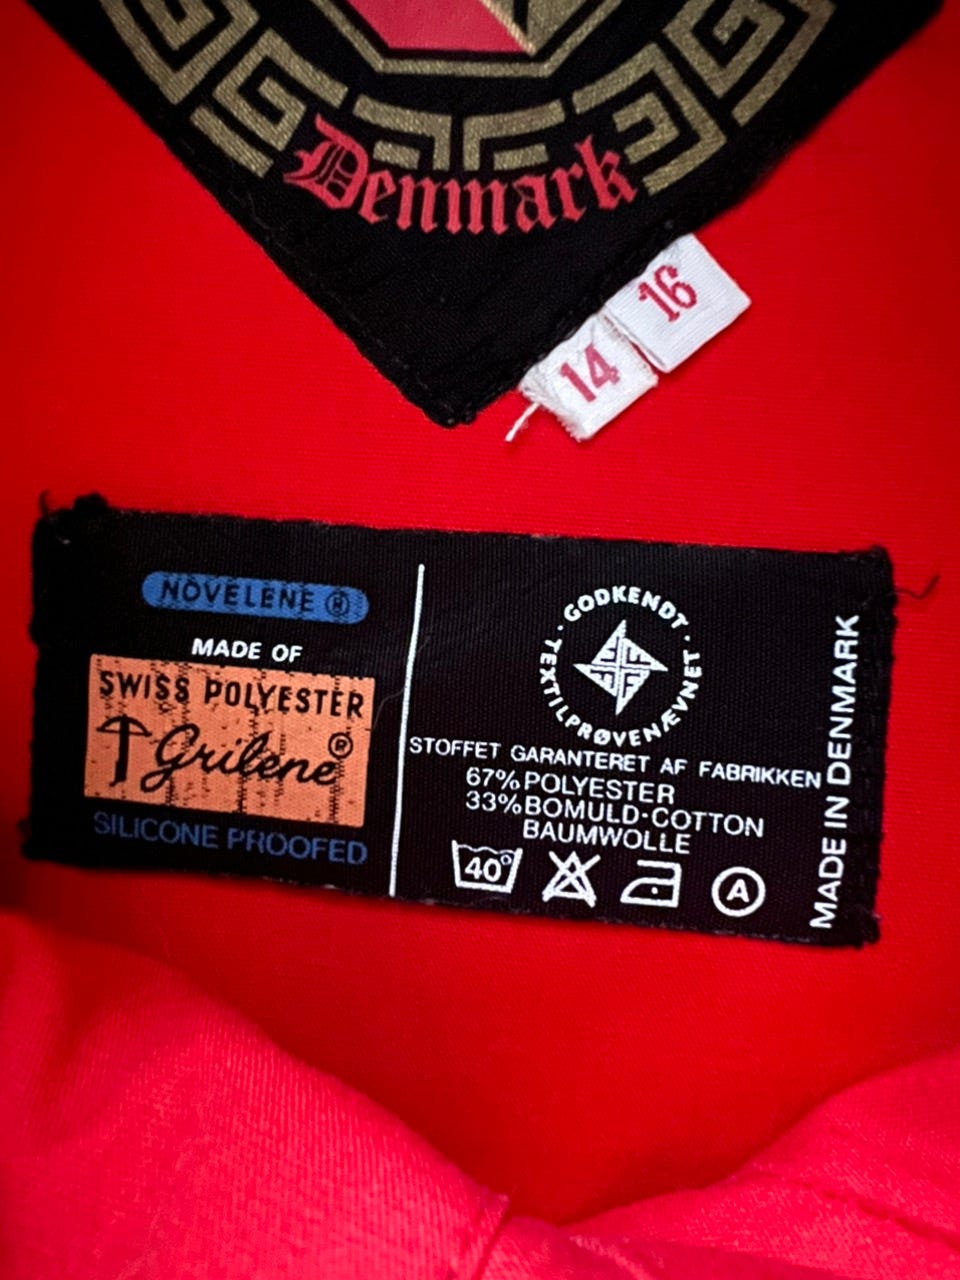 Denmark
16
14
NOVELENE ®
MADE OF
SWISS POLYESTER
Grilene ®
SILICONE PROOFED
· GODKENDT ·
TEXTILPRØVENÆVNET
STOFFET GARANTERET AF FABRIKKEN
67% POLYESTER
33% BOMULD-COTTON
BAUMWOLLE
40°
A
MADE IN DENMARK